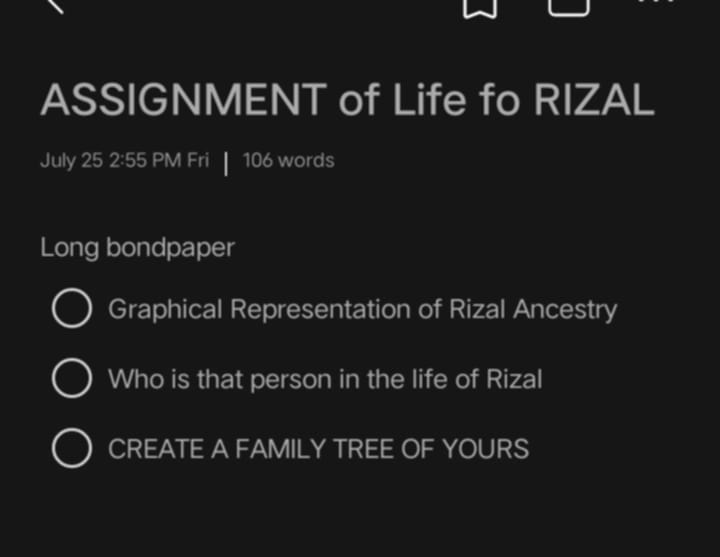 ASSIGNMENT of Life fo RIZAL
July 25 2:55 PM Fri | 106 words
Long bondpaper
Graphical Representation of Rizal Ancestry
Who is that person in the life of Rizal
CREATE A FAMILY TREE OF YOURS